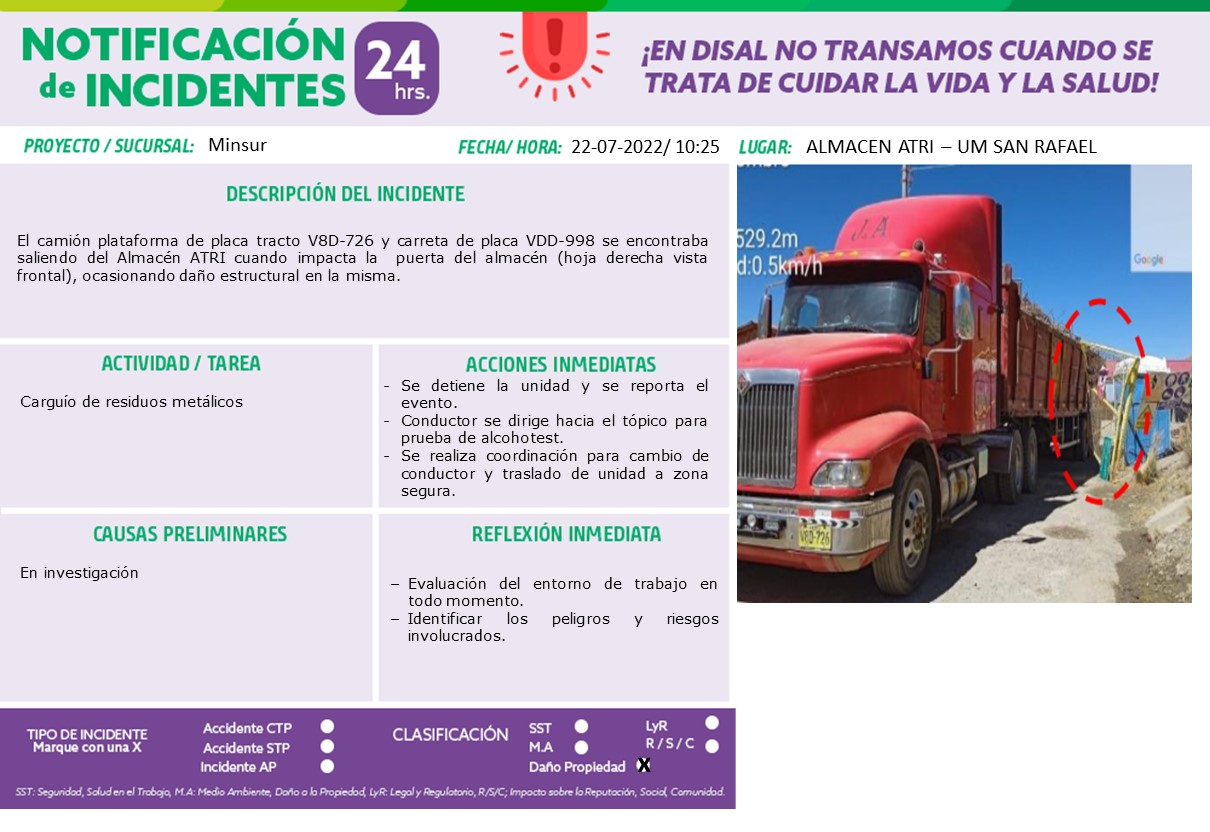 NOTIFICACIÓN
de INCIDENTES
24
hrs.
¡EN DISAL NO TRANSAMOS CUANDO SE
TRATA DE CUIDAR LA VIDA Y LA SALUD!
PROYECTO / SUCURSAL: Minsur
FECHA/ HORA: 22-07-2022/ 10:25
LUGAR: ALMACEN ATRI – UM SAN RAFAEL
DESCRIPCIÓN DEL INCIDENTE
El camión plataforma de placa tracto V8D-726 y carreta de placa VDD-998 se encontraba
saliendo del Almacén ATRI cuando impacta la puerta del almacén (hoja derecha vista
frontal), ocasionando daño estructural en la misma.
529.2m
d:0.5km/h
Google
J.A
V8D-726
ACTIVIDAD / TAREA
Carguío de residuos metálicos
ACCIONES INMEDIATAS
- Se detiene la unidad y se reporta el
evento.
- Conductor se dirige hacia el tópico para
prueba de alcohotest.
- Se realiza coordinación para cambio de
conductor y traslado de unidad a zona
segura.
CAUSAS PRELIMINARES
En investigación
REFLEXIÓN INMEDIATA
– Evaluación del entorno de trabajo en
todo momento.
– Identificar los peligros y riesgos
involucrados.
TIPO DE INCIDENTE
Marque con una X
Accidente CTP
Accidente STP
Incidente AP
CLASIFICACIÓN
SST
M.A
Daño Propiedad X
LyR
R / S / C
SST: Seguridad, Salud en el Trabajo, M.A: Medio Ambiente, Daño a la Propiedad, LyR: Legal y Regulatorio, R/S/C; Impacto sobre la Reputación, Social, Comunidad.